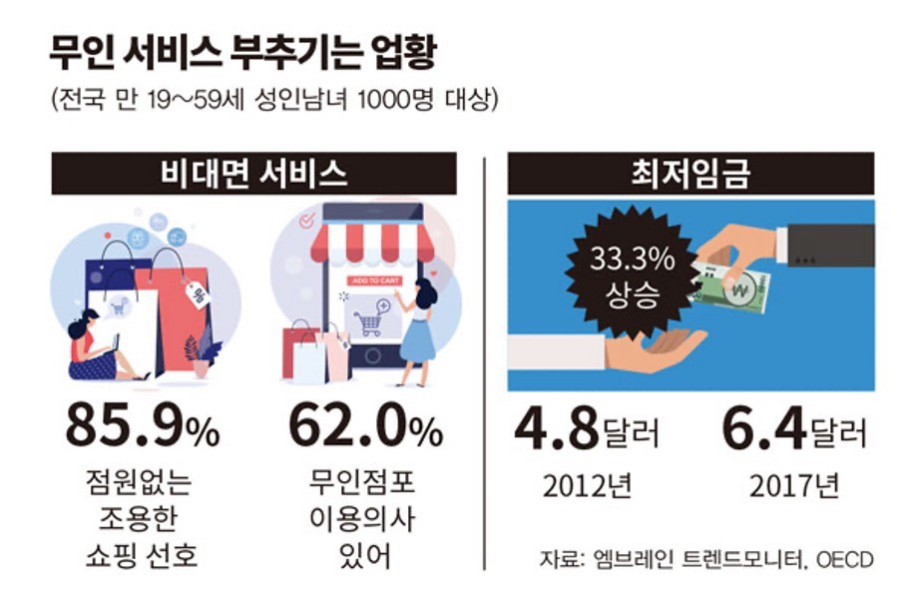 무인 서비스 부추기는 업황
(전국 만 19~59세 성인남녀 1000명 대상)
비대면 서비스
%
ADD TO CART
85.9%
점원없는
조용한
쇼핑 선호
62.0%
무인점포
이용의사
있어
최저임금
33.3%
상승
₩
4.8달러
2012년
6.4달러
2017년
자료: 엠브레인 트렌드모니터, OECD